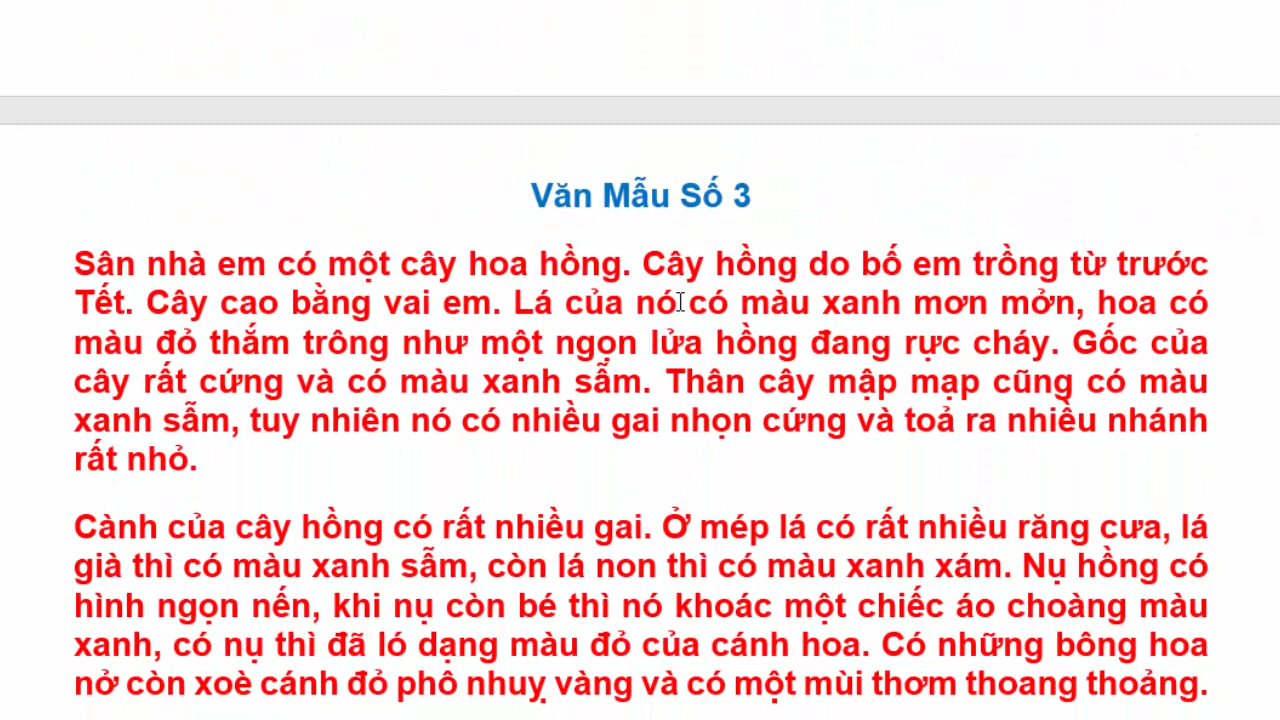 Văn Mẫu Số 3
Sân nhà em có một cây hoa hồng. Cây hồng do bố em trồng từ trước
Tết. Cây cao bằng vai em. Lá của nó có màu xanh mơn mởn, hoa có
màu đỏ thắm trông như một ngọn lửa hồng đang rực cháy. Gốc của
cây rất cứng và có màu xanh sẫm. Thân cây mập mạp cũng có màu
xanh sẫm, tuy nhiên nó có nhiều gai nhọn cứng và toả ra nhiều nhánh
rất nhỏ.
Cành của cây hồng có rất nhiều gai. Ở mép lá có rất nhiều răng cưa, lá
già thì có màu xanh sẫm, còn lá non thì có màu xanh xám. Nụ hồng có
hình ngọn nến, khi nụ còn bé thì nó khoác một chiếc áo choàng màu
xanh, có nụ thì đã ló dạng màu đỏ của cánh hoa. Có những bông hoa
nở còn xoè cánh đỏ phô nhuỵ vàng và có một mùi thơm thoang thoảng.